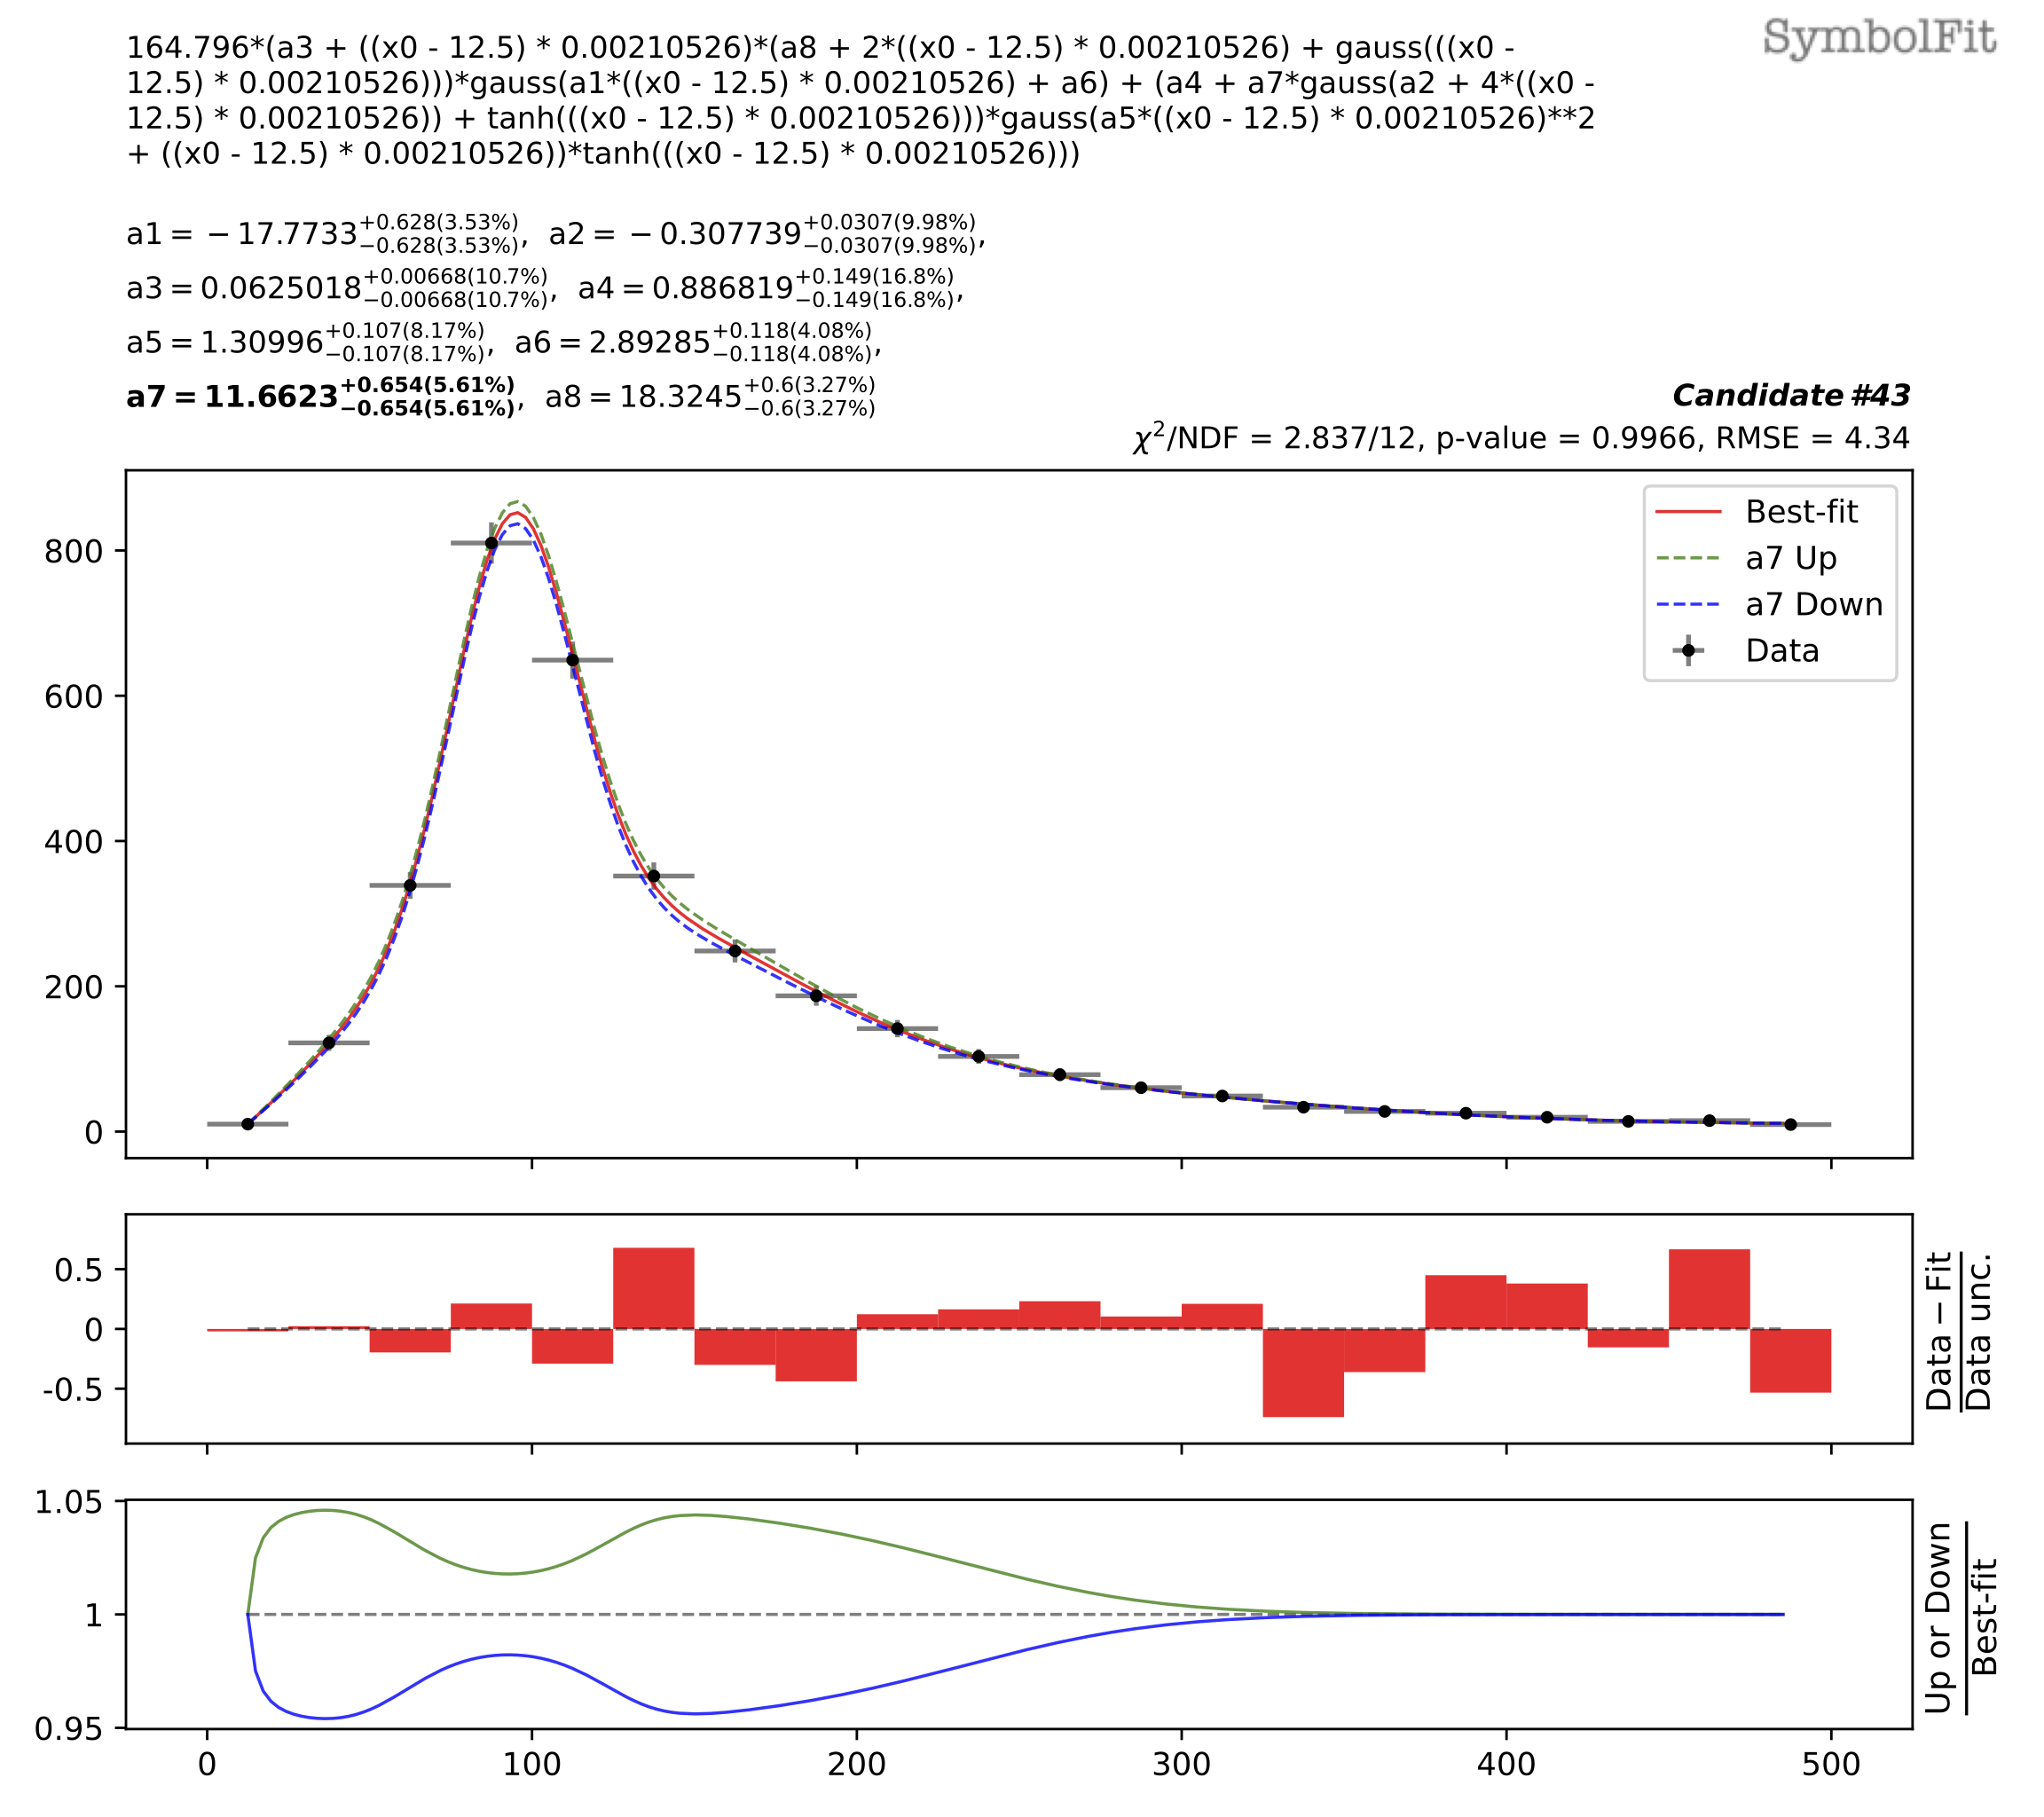 SymbolFit
164.796*(a3 + ((x0 - 12.5) * 0.00210526)*(a8 + 2*((x0 - 12.5) * 0.00210526) + gauss(((x0 -
12.5) * 0.00210526)))*gauss(a1*((x0 - 12.5) * 0.00210526) + a6) + (a4 + a7*gauss(a2 + 4*((x0 -
12.5) * 0.00210526)) + tanh(((x0 - 12.5) * 0.00210526)))*gauss(a5*((x0 - 12.5) * 0.00210526)**2
+ ((x0 - 12.5) * 0.00210526))*tanh(((x0 - 12.5) * 0.00210526)))
a1 = −17.7733 +0.628(3.53%) −0.628(3.53%), a2 = −0.307739 +0.0307(9.98%) −0.0307(9.98%),
a3 = 0.0625018 +0.00668(10.7%) −0.00668(10.7%), a4 = 0.886819 +0.149(16.8%) −0.149(16.8%),
a5 = 1.30996 +0.107(8.17%) −0.107(8.17%), a6 = 2.89285 +0.118(4.08%) −0.118(4.08%),
a7 = 11.6623 +0.654(5.61%) −0.654(5.61%), a8 = 18.3245 +0.6(3.27%) −0.6(3.27%)
Candidate #43
χ²/NDF = 2.837/12, p-value = 0.9966, RMSE = 4.34
800
600
400
200
0
Best-fit
a7 Up
a7 Down
Data
0.5
0
-0.5
Data − Fit
Data unc.
1.05
1
0.95
Up or Down
Best-fit
0 100 200 300 400 500